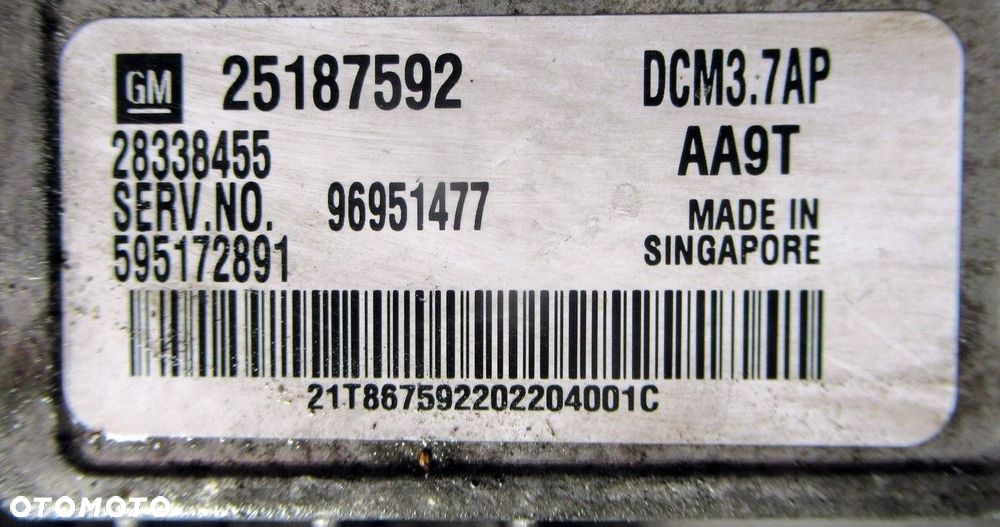 GM 25187592 DCM3.7AP
28338455 AA9T
SERV.NO. 96951477 MADE IN
595172891 SINGAPORE
21T867592202204001C
OTOMOTO